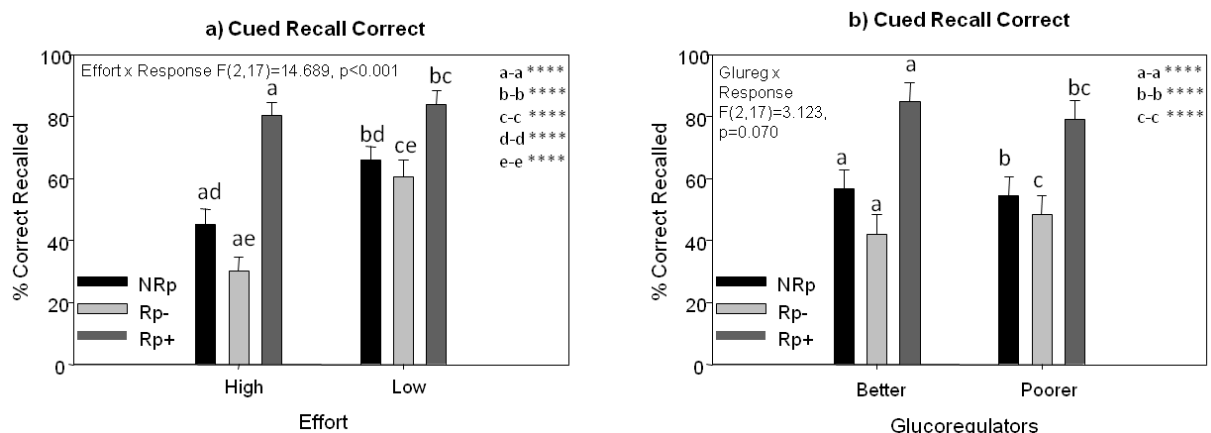 a) Cued Recall Correct
Effort x Response F(2,17)=14.689, p<0.001
a-a ****
b-b ****
c-c ****
d-d ****
e-e ****
% Correct Recalled
100
80
60
40
20
0
ad
ae
a
bd
ce
bc
NRp
Rp-
Rp+
High
Low
Effort
b) Cued Recall Correct
Glureg x
Response
F(2,17)=3.123,
p=0.070
a-a ****
b-b ****
c-c ****
% Correct Recalled
100
80
60
40
20
0
a
a
a
b
c
bc
NRp
Rp-
Rp+
Better
Poorer
Glucoregulators